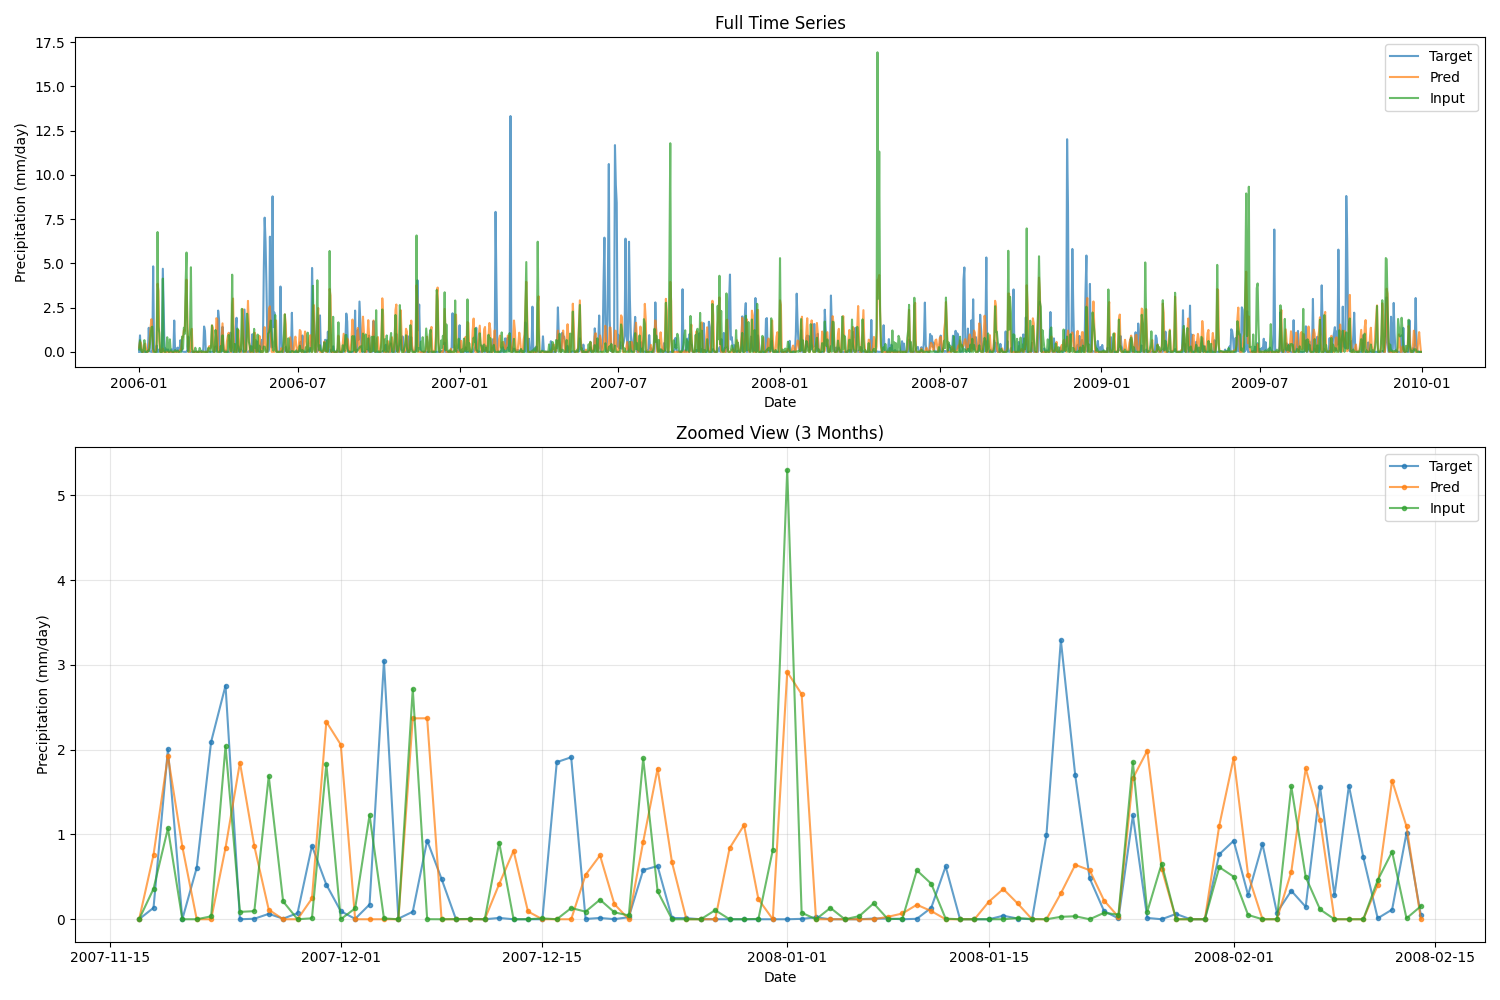 Full Time Series
17.5
15.0
12.5
10.0
7.5
5.0
2.5
0.0
Precipitation (mm/day)
Target
Pred
Input
2006-01
2006-07
2007-01
2007-07
2008-01
2008-07
2009-01
2009-07
2010-01
Date
Zoomed View (3 Months)
5
4
3
2
1
0
Precipitation (mm/day)
Target
Pred
Input
2007-11-15
2007-12-01
2007-12-15
2008-01-01
2008-01-15
2008-02-01
2008-02-15
Date